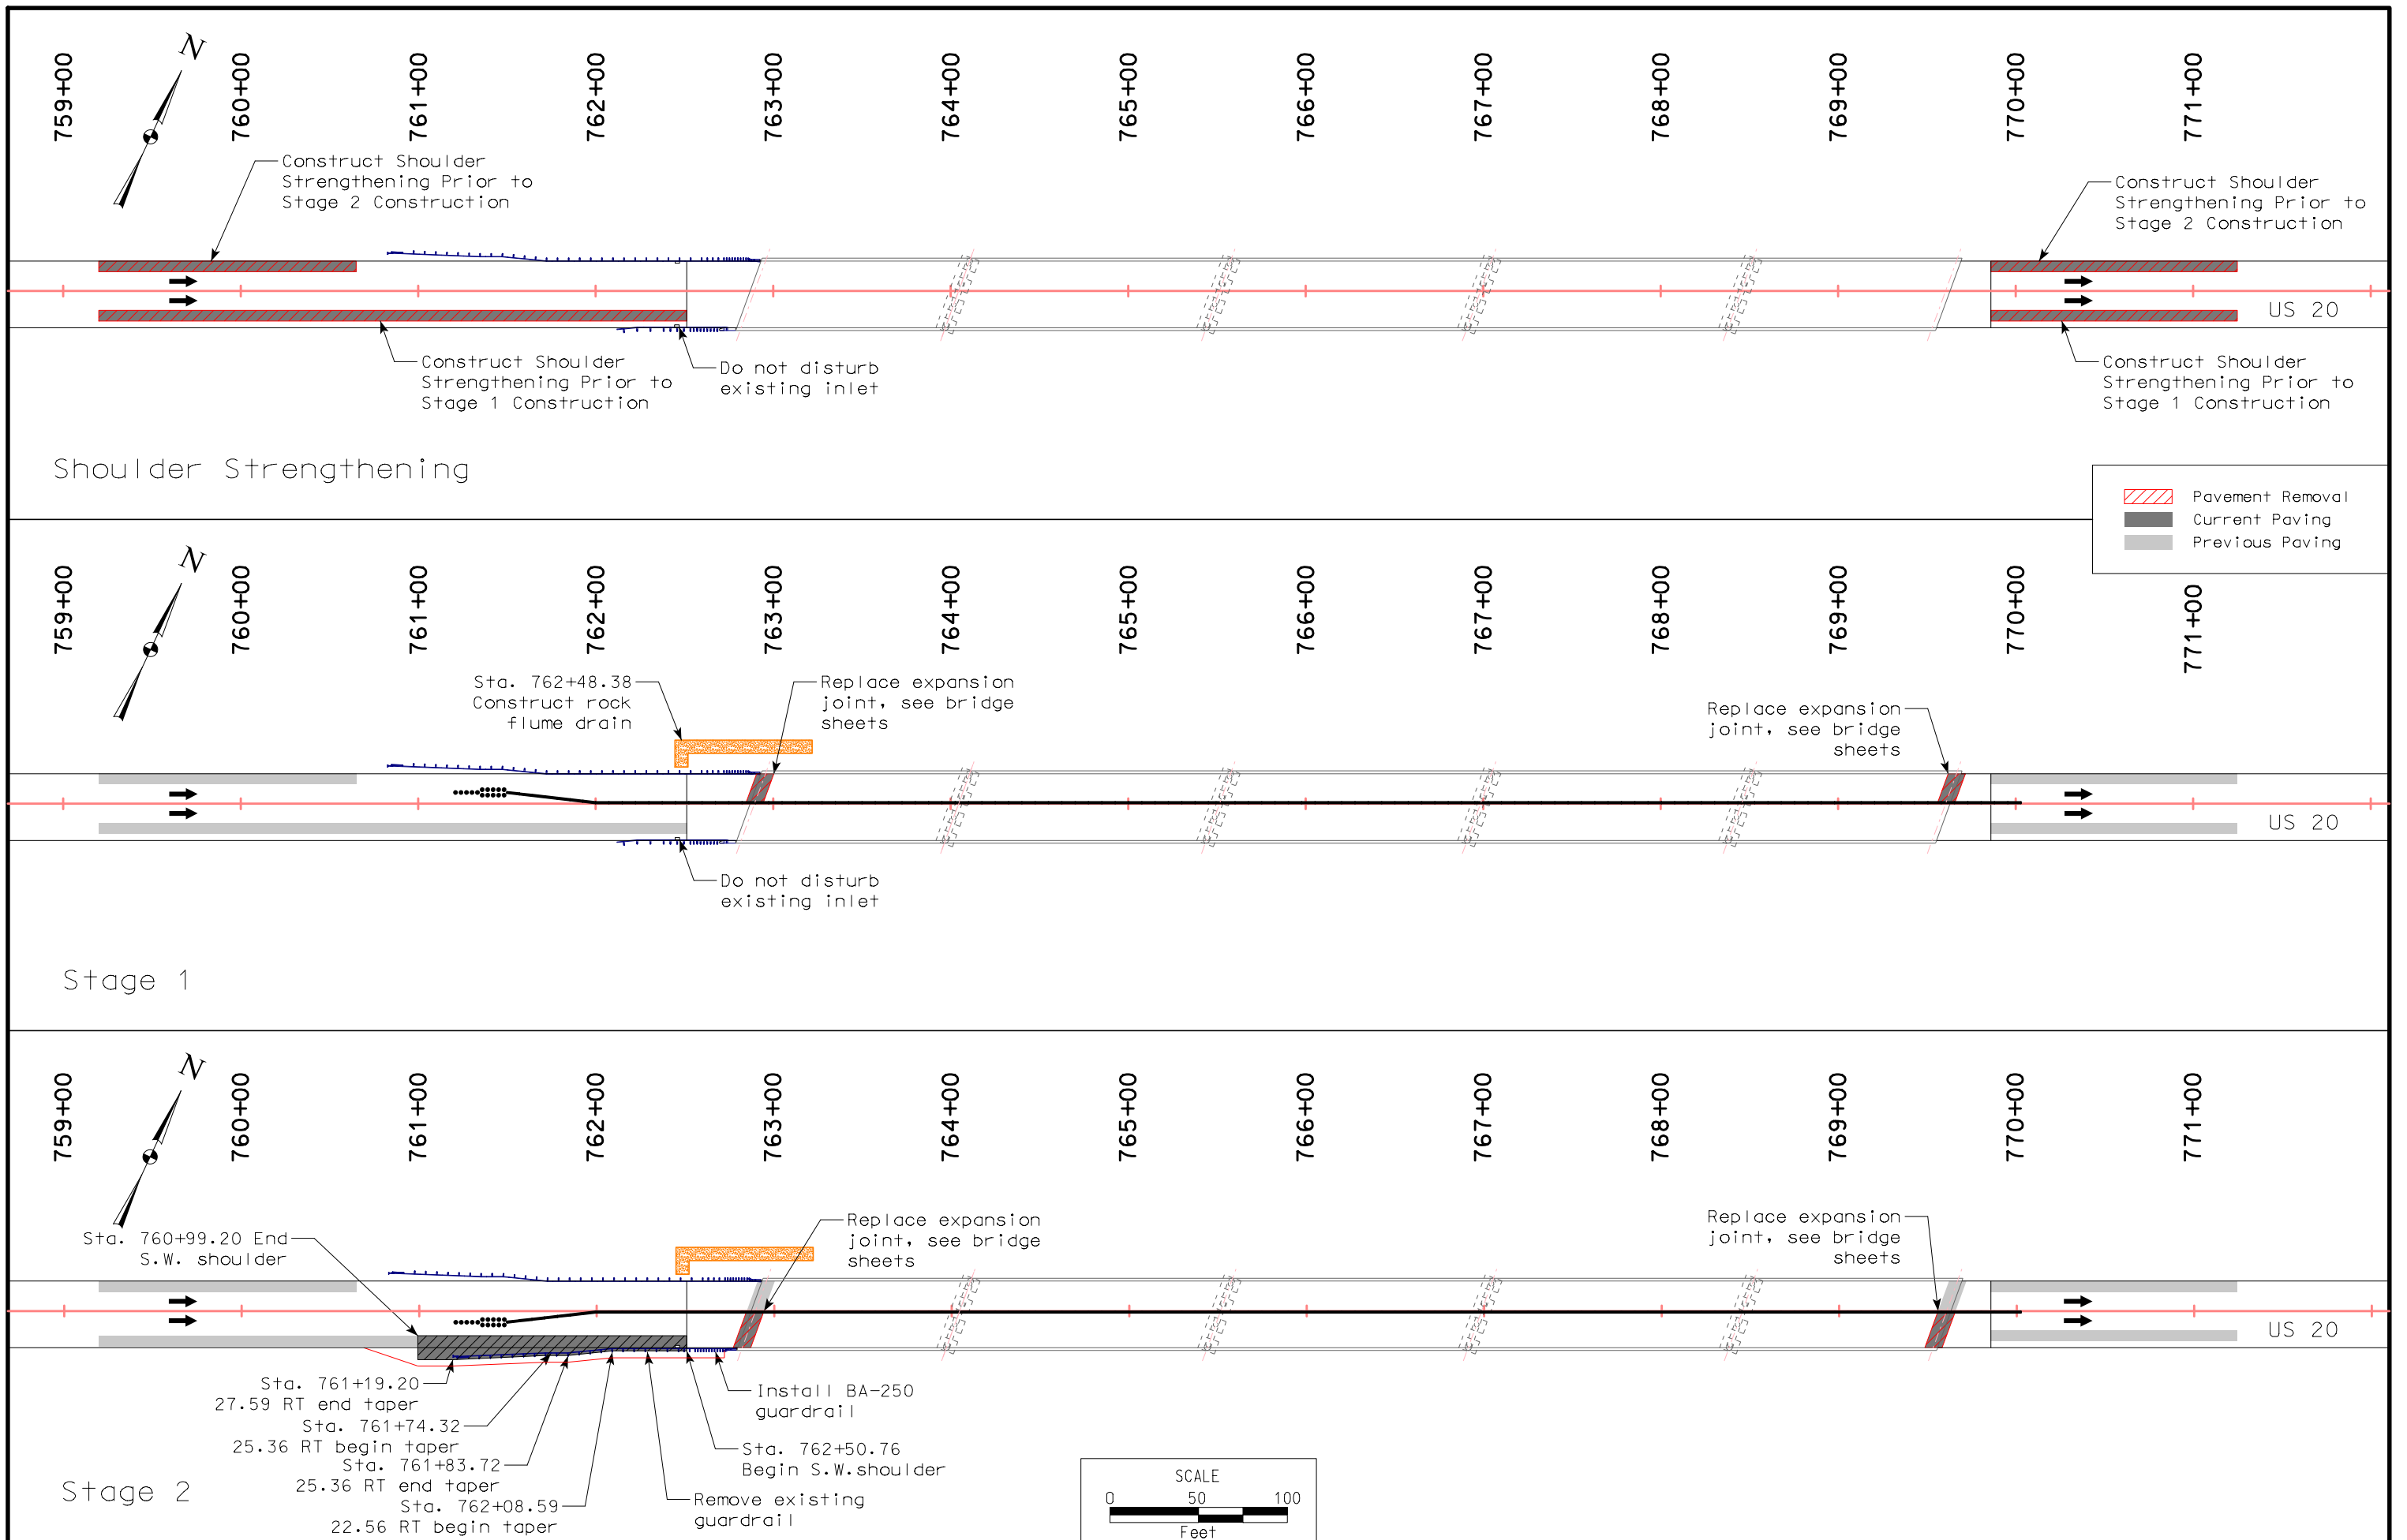 N
759+00
760+00
761+00
762+00
763+00
764+00
765+00
766+00
767+00
768+00
769+00
770+00
771+00
Construct Shoulder
Strengthening Prior to
Stage 2 Construction
Construct Shoulder
Strengthening Prior to
Stage 2 Construction
US 20
Construct Shoulder
Strengthening Prior to
Stage 1 Construction
Do not disturb
existing inlet
Construct Shoulder
Strengthening Prior to
Stage 1 Construction
Shoulder Strengthening
Pavement Removal
Current Paving
Previous Paving
N
759+00
760+00
761+00
762+00
763+00
764+00
765+00
766+00
767+00
768+00
769+00
770+00
771+00
Sta. 762+48.38
Construct rock
flume drain
Replace expansion
joint, see bridge
sheets
Replace expansion
joint, see bridge
sheets
US 20
Do not disturb
existing inlet
Stage 1
N
759+00
760+00
761+00
762+00
763+00
764+00
765+00
766+00
767+00
768+00
769+00
770+00
771+00
Sta. 760+99.20 End
S.W. shoulder
Replace expansion
joint, see bridge
sheets
Replace expansion
joint, see bridge
sheets
US 20
Sta. 761+19.20
27.59 RT end taper
Sta. 761+74.32
25.36 RT begin taper
Sta. 761+83.72
25.36 RT end taper
Sta. 762+08.59
22.56 RT begin taper
Install BA-250
guardrail
Sta. 762+50.76
Begin S.W.shoulder
Remove existing
guardrail
Stage 2
SCALE
0 50 100
Feet